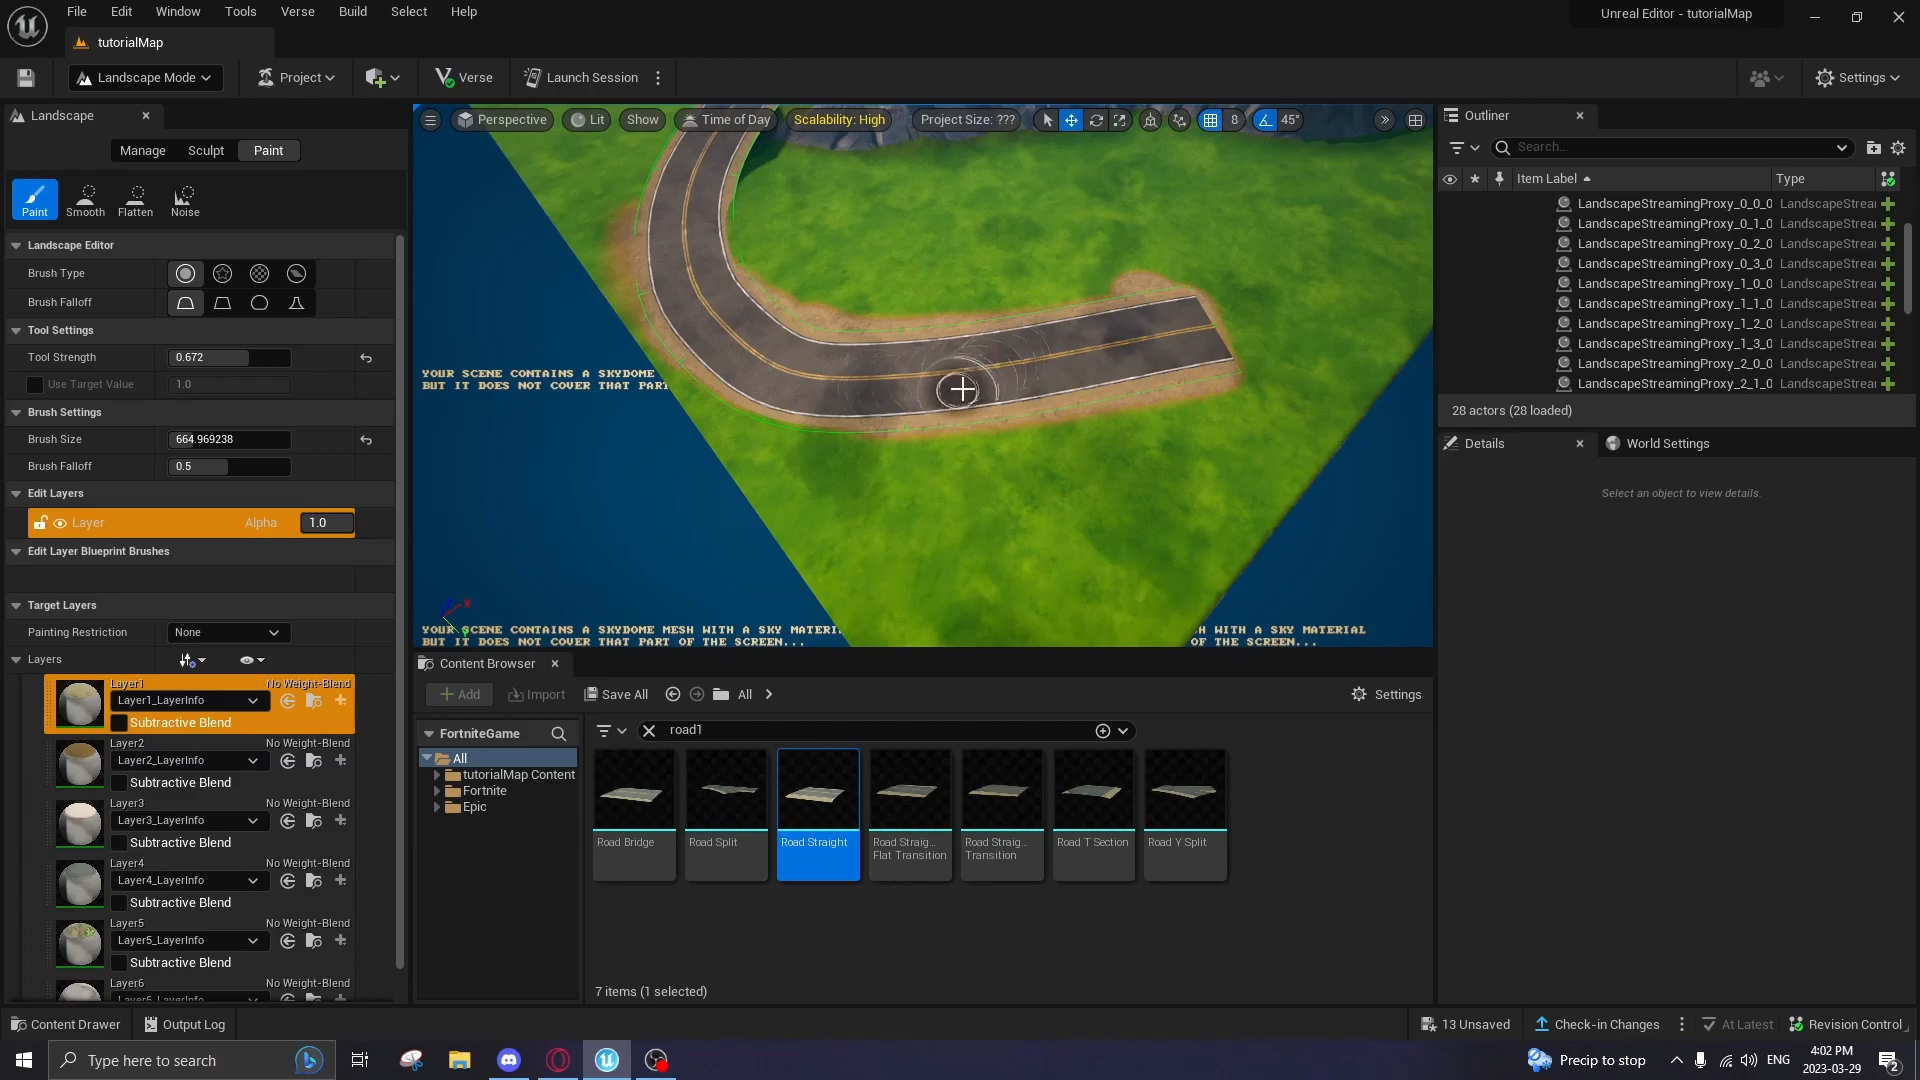 File Edit Window Tools Verse Build Select Help
Unreal Editor - tutorialMap
tutorialMap
Landscape Mode
Project
Verse
Launch Session
Settings
Landscape
Manage Sculpt Paint
Paint Smooth Flatten Noise
Landscape Editor
Brush Type
Brush Falloff
Tool Settings
Tool Strength 0.672
Use Target Value 1.0
Brush Settings
Brush Size 664.969238
Brush Falloff 0.5
Edit Layers
Layer Alpha 1.0
Edit Layer Blueprint Brushes
Target Layers
Painting Restriction None
Layers
Layer1 No Weight-Blend
Layer1_LayerInfo
Subtractive Blend
Layer2 No Weight-Blend
Layer2_LayerInfo
Subtractive Blend
Layer3 No Weight-Blend
Layer3_LayerInfo
Subtractive Blend
Layer4 No Weight-Blend
Layer4_LayerInfo
Subtractive Blend
Layer5 No Weight-Blend
Layer5_LayerInfo
Subtractive Blend
Layer6 No Weight-Blend
Layer6_LayerInfo
Perspective Lit Show Time of Day Scalability: High Project Size: ??? 8 45°
YOUR SCENE CONTAINS A SKYDOME
BUT IT DOES NOT COVER THAT PART
YOUR SCENE CONTAINS A SKYDOME MESH WITH A SKY MATERI
BUT IT DOES NOT COVER THAT PART OF THE SCREEN...
H WITH A SKY MATERIAL
OF THE SCREEN...
Content Browser
Add Import Save All All
Settings
FortniteGame
All
tutorialMap Content
Fortnite
Epic
road1
Road Bridge
Road Split
Road Straight
Road Straig...
Flat Transition
Road Straig...
Transition
Road T Section
Road Y Split
7 items (1 selected)
Outliner
Search...
Item Label Type
LandscapeStreamingProxy_0_0_0 LandscapeStrear
LandscapeStreamingProxy_0_1_0 LandscapeStrear
LandscapeStreamingProxy_0_2_0 LandscapeStrear
LandscapeStreamingProxy_0_3_0 LandscapeStrear
LandscapeStreamingProxy_1_0_0 LandscapeStrear
LandscapeStreamingProxy_1_1_0 LandscapeStrear
LandscapeStreamingProxy_1_2_0 LandscapeStrear
LandscapeStreamingProxy_1_3_0 LandscapeStrear
LandscapeStreamingProxy_2_0_0 LandscapeStrear
LandscapeStreamingProxy_2_1_0 LandscapeStrear
28 actors (28 loaded)
Details
World Settings
Select an object to view details.
Content Drawer
Output Log
13 Unsaved
Check-in Changes
At Latest
Revision Control
Type here to search
Precip to stop
ENG
4:02 PM
2023-03-29
2